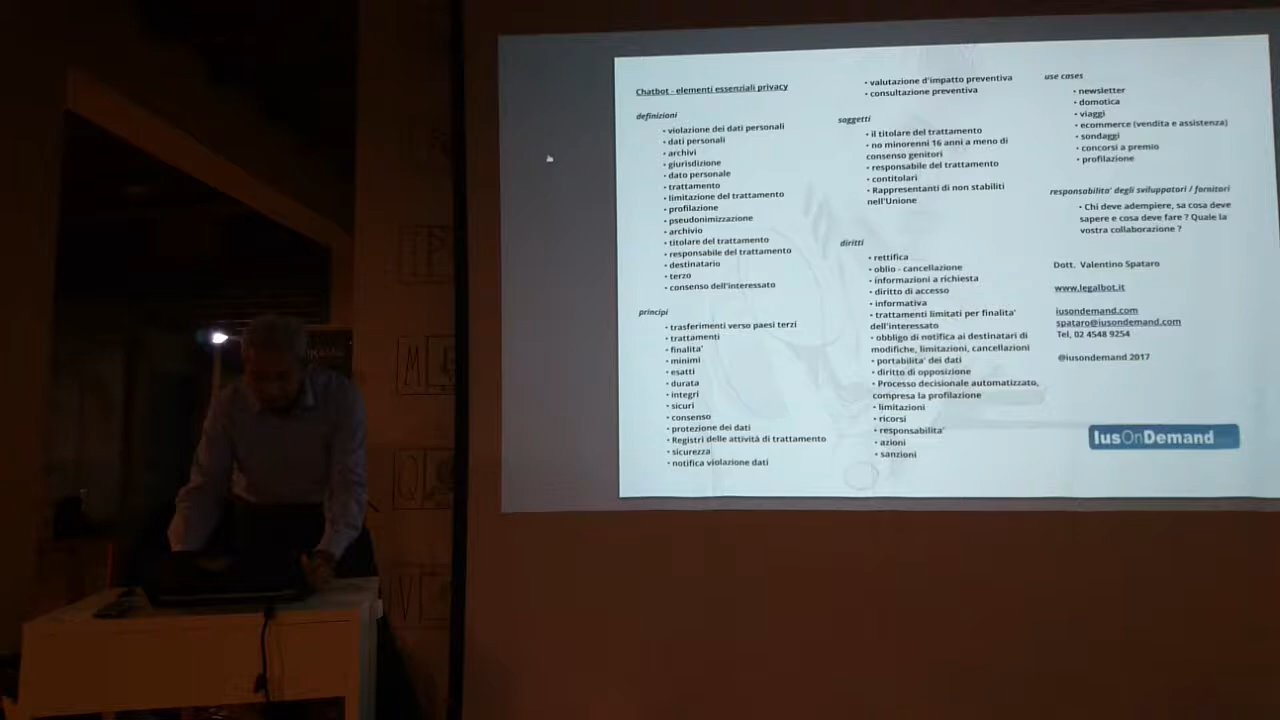 Chatbot - elementi essenziali privacy
definizioni
• violazione dei dati personali
• dati personali
• archivi
• giurisdizione
• dato personale
• trattamento
• limitazione del trattamento
• profilazione
• pseudonimizzazione
• archivio
• titolare del trattamento
• responsabile del trattamento
• destinatario
• terzo
• consenso dell'interessato
principi
• trasferimenti verso paesi terzi
• trattamenti
• finalita'
• minimi
• esatti
• durata
• integri
• sicuri
• consenso
• protezione dei dati
• Registri delle attività di trattamento
• sicurezza
• notifica violazione dati
• valutazione d'impatto preventiva
• consultazione preventiva
soggetti
• il titolare del trattamento
• no minorenni 16 anni a meno di
consenso genitori
• responsabile del trattamento
• contitolari
• Rappresentanti di non stabiliti
nell'Unione
diritti
• rettifica
• oblio - cancellazione
• informazioni a richiesta
• diritto di accesso
• informativa
• trattamenti limitati per finalita'
dell'interessato
• obbligo di notifica ai destinatari di
modifiche, limitazioni, cancellazioni
• portabilita' dei dati
• diritto di opposizione
• Processo decisionale automatizzato,
compresa la profilazione
• limitazioni
• ricorsi
• responsabilita'
• azioni
• sanzioni
use cases
• newsletter
• domotica
• viaggi
• ecommerce (vendita e assistenza)
• sondaggi
• concorsi a premio
• profilazione
responsabilita' degli sviluppatori / fornitori
• Chi deve adempiere, sa cosa deve
sapere e cosa deve fare ? Quale la
vostra collaborazione ?
Dott. Valentino Spataro
www.legalbot.it
iusondemand.com
spataro@iusondemand.com
Tel, 02 4548 9254
@iusondemand 2017
IusOnDemand